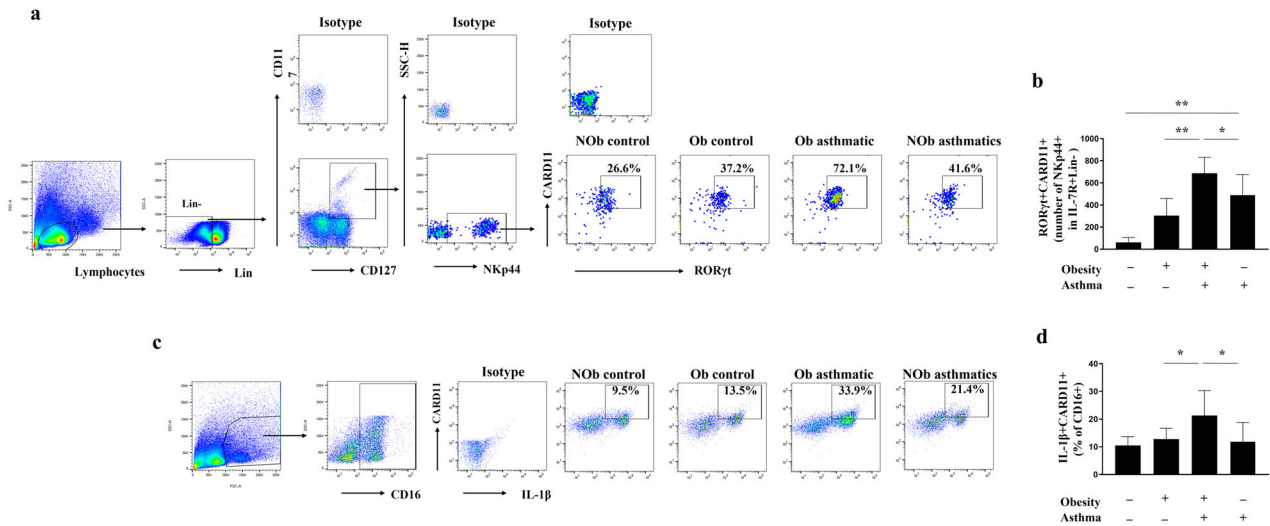 a
Isotype
Isotype
Isotype
CD11
7
SSC-H
NOb control
Ob control
Ob asthmatic
NOb asthmatics
CARD11
26.6%
37.2%
72.1%
41.6%
Lin-
Lymphocytes
Lin
CD127
NKp44
RORγt
b
**
**
*
RORγt+CARD11+
(number of NKp44+
in IL-7R+Lin-)
1000
800
600
400
200
0
Obesity − + + −
Asthma − − + +
c
Isotype
NOb control
Ob control
Ob asthmatic
NOb asthmatics
CARD11
9.5%
13.5%
33.9%
21.4%
CD16
IL-1β
d
*
*
IL-1β+CARD11+
(% of CD16+)
40
30
20
10
0
Obesity − + + −
Asthma − − + +